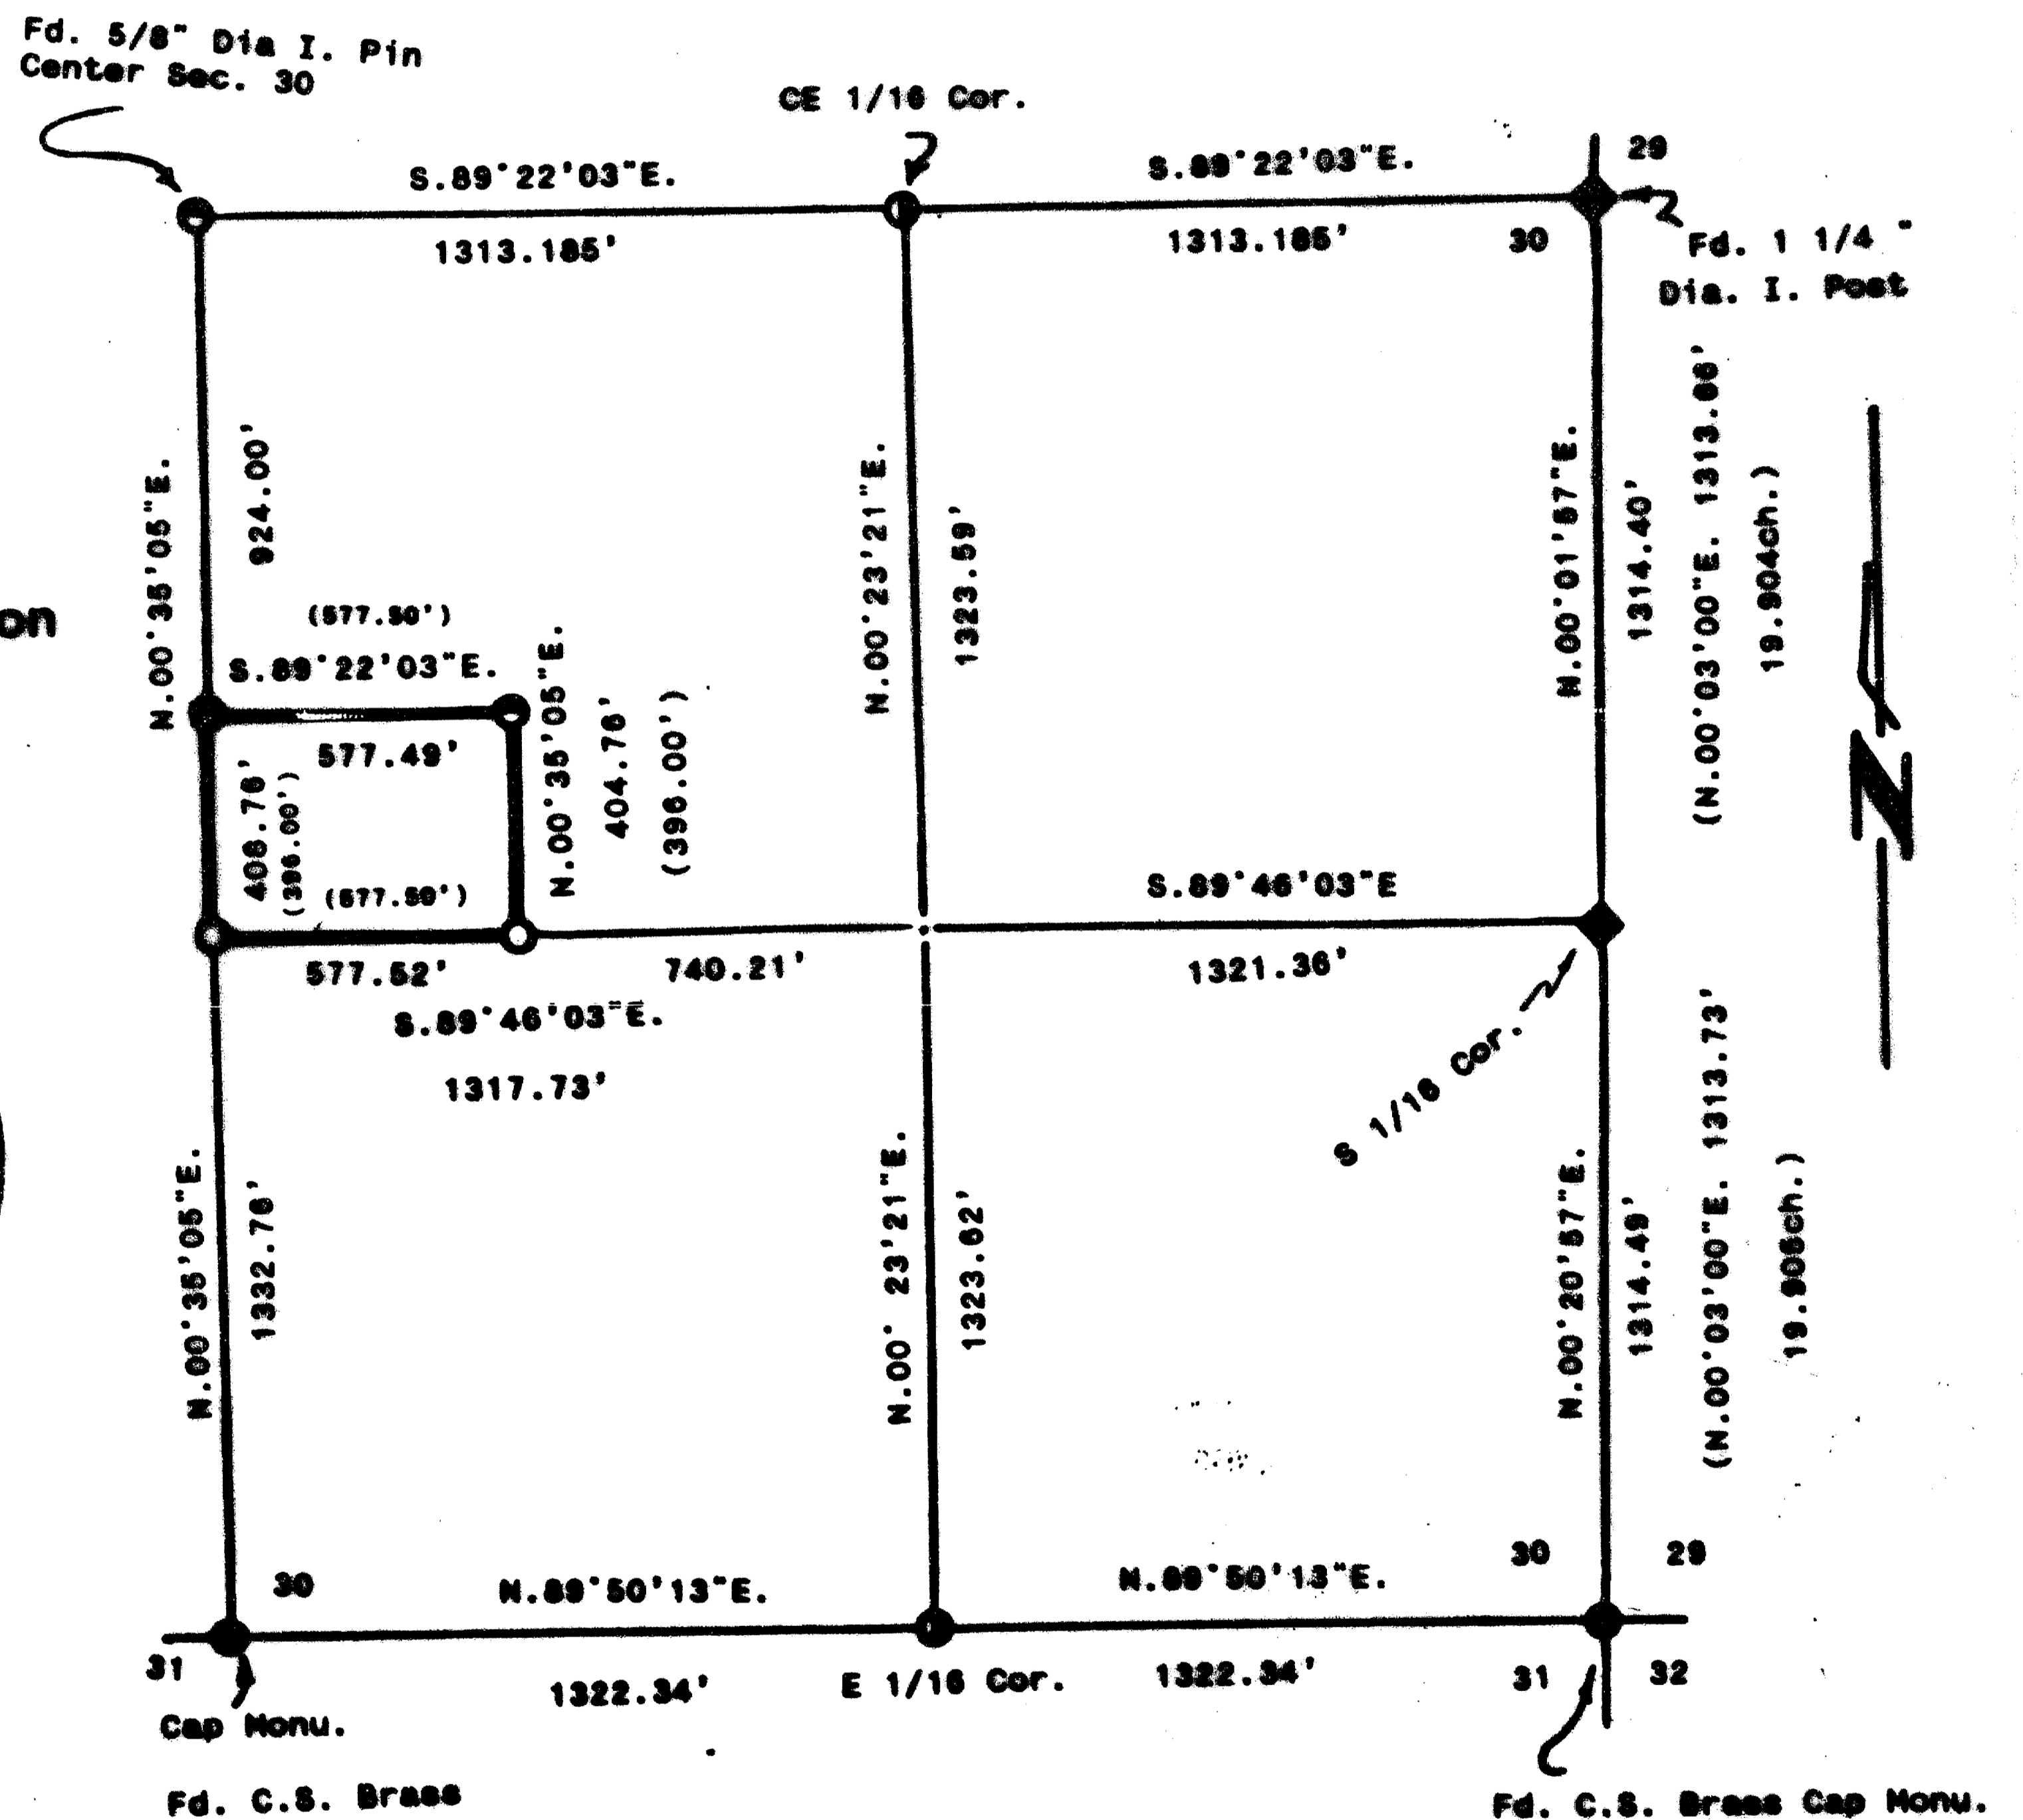 Fd. 5/8" Dia I. Pin
Center Sec. 30
CE 1/16 Cor.
S.89°22'03"E.
1313.185'
S.89°22'03"E.
1313.185'
29
30
Fd. 1 1/4 "
Dia. I. Post
N.00°35'05"E.
924.00'
N.00°23'21"E.
1323.59'
N.00°01'57"E.
1314.40'
(N.00°03'00"E. 1313.66'
19.904ch.)
on
(577.50')
S.89°22'03"E.
577.49'
408.76'
(396.00')
(577.50')
N.00°35'05"E.
404.76'
(396.00')
N
577.52'
740.21'
S.89°46'03"E.
1317.73'
S.89°46'03"E
1321.36'
S 1/16 Cor.
N.00°35'05"E.
1332.76'
N.00° 23'21"E.
1323.62'
N.00°20'57"E.
1314.49'
(N.00°03'00"E. 1313.73'
19.905ch.)
30
N.89°50'13"E.
1322.34'
E 1/16 Cor.
N.89°50'13"E.
1322.34'
30
29
31
31
32
Cap Monu.
Fd. C.S. Brass
Fd. C.S. Brass Cap Monu.